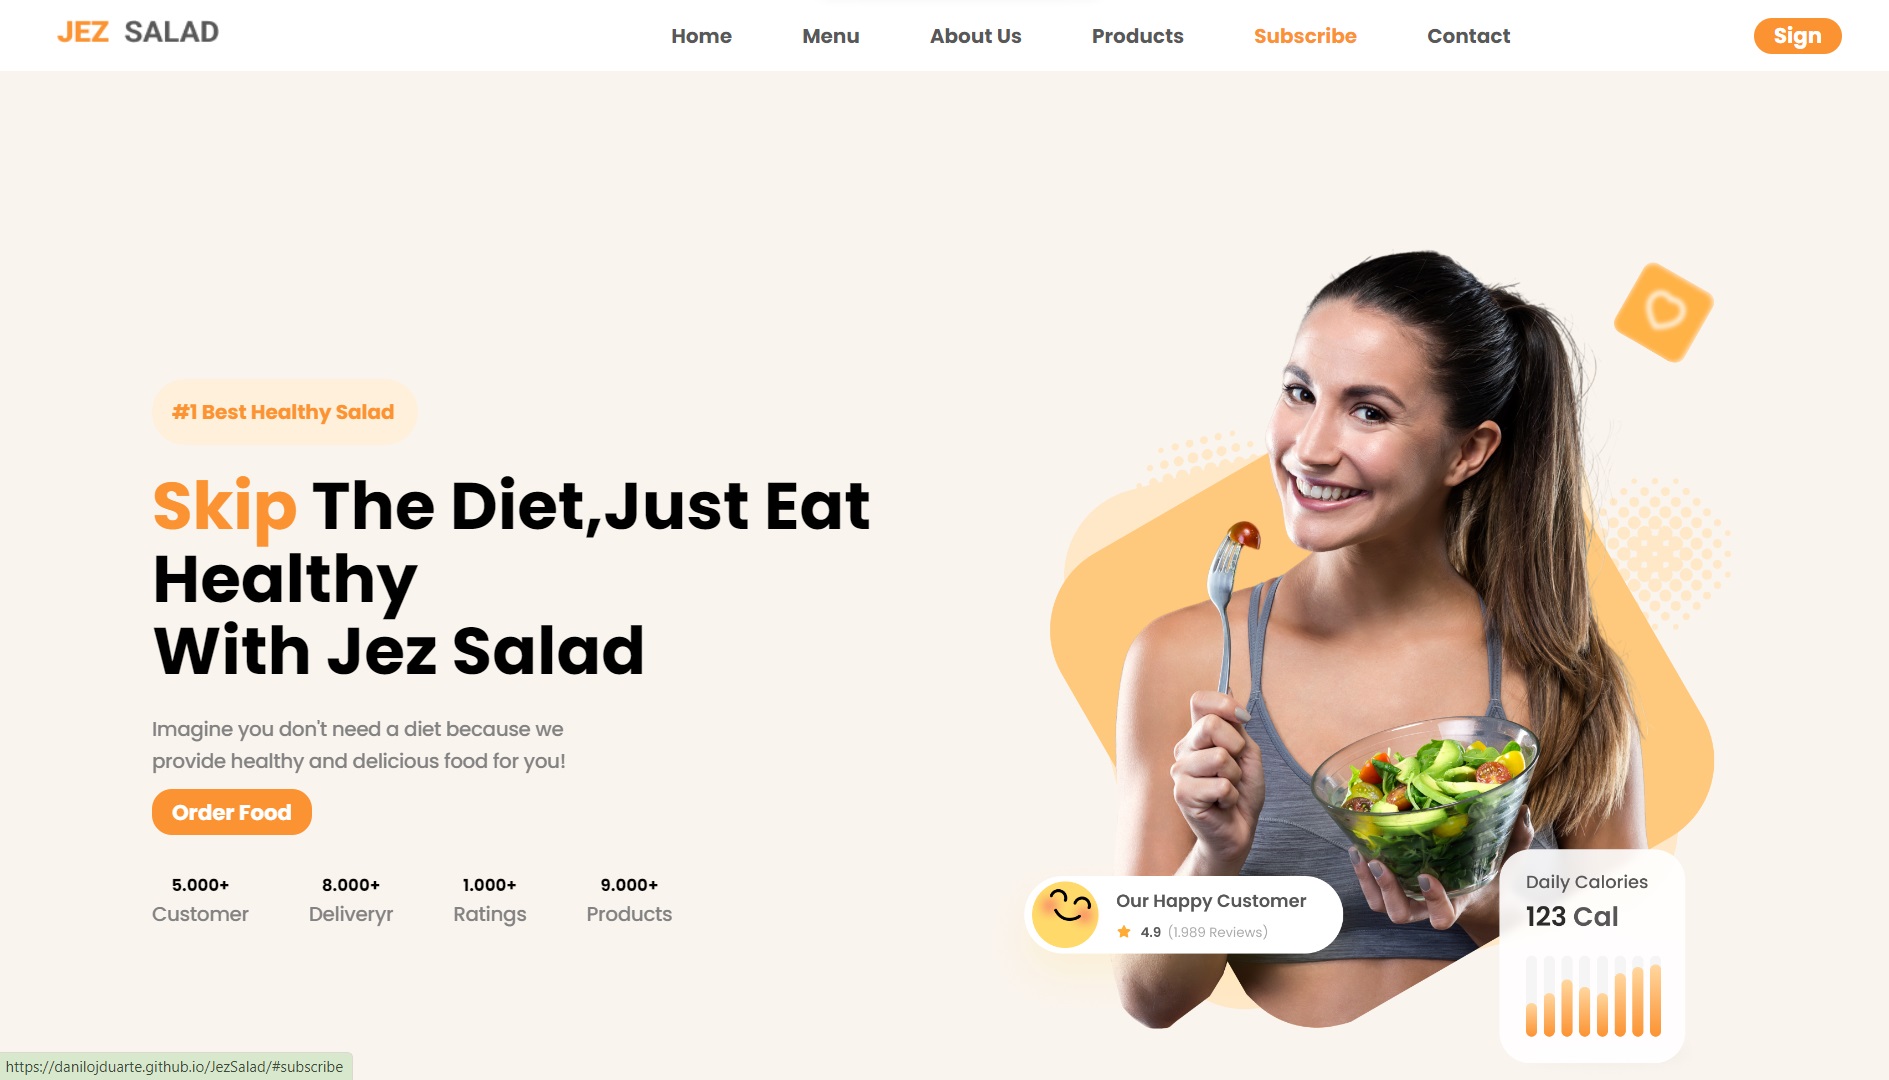 JEZ SALAD
Home Menu About Us Products Subscribe Contact
Sign
#1 Best Healthy Salad
Skip The Diet,Just Eat
Healthy
With Jez Salad
Imagine you don't need a diet because we
provide healthy and delicious food for you!
Order Food
5.000+ 8.000+ 1.000+ 9.000+
Customer Deliveryr Ratings Products
Our Happy Customer
4.9 (1.989 Reviews)
Daily Calories
123 Cal
https://danilojduarte.github.io/JezSalad/#subscribe